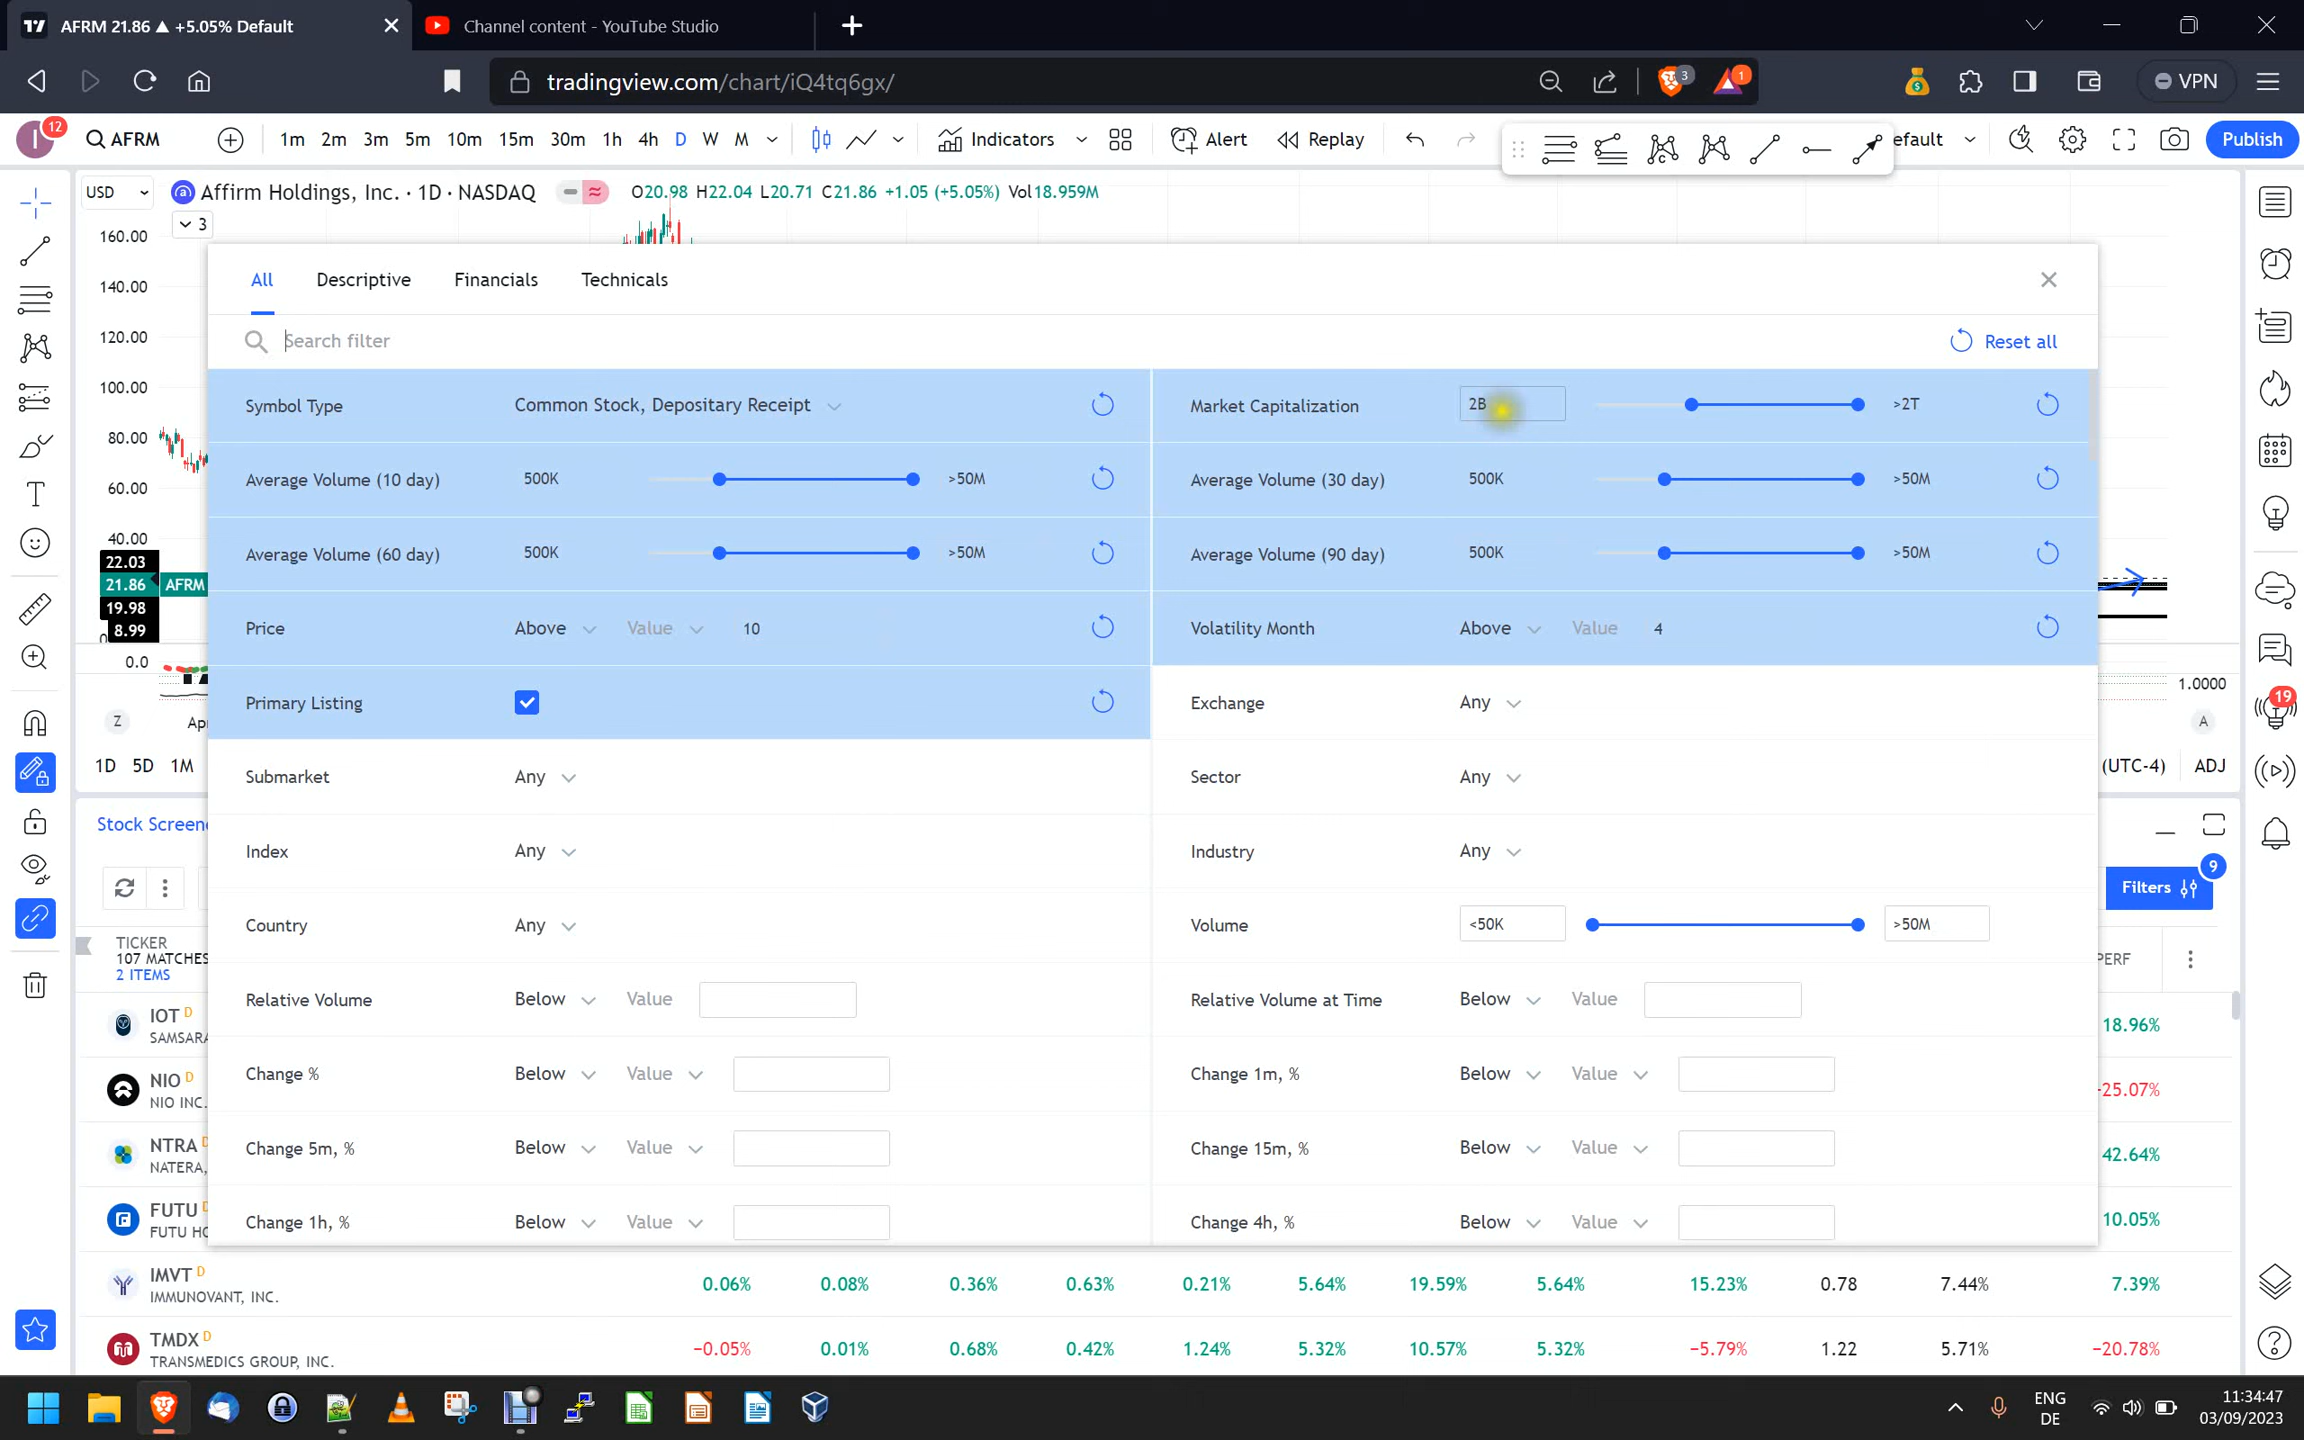 AFRM 21.86 ▲ +5.05% Default
Channel content - YouTube Studio
tradingview.com/chart/iQ4tq6gx/
3
1
VPN
I
12
AFRM
1m 2m 3m 5m 10m 15m 30m 1h 4h D W M
Indicators
Alert
Replay
efault
Publish
USD
Affirm Holdings, Inc. · 1D · NASDAQ
O20.98 H22.04 L20.71 C21.86 +1.05 (+5.05%) Vol18.959M
3
160.00
140.00
120.00
100.00
80.00
60.00
40.00
22.03
21.86 AFRM
19.98
8.99
0.0
1.0000
Z
A
1D 5D 1M
(UTC-4) ADJ
All Descriptive Financials Technicals
Search filter
Reset all
Symbol Type Common Stock, Depositary Receipt
Market Capitalization 2B >2T
Average Volume (10 day) 500K >50M
Average Volume (30 day) 500K >50M
Average Volume (60 day) 500K >50M
Average Volume (90 day) 500K >50M
Price Above Value 10
Volatility Month Above Value 4
Primary Listing
Exchange Any
Submarket Any
Sector Any
Index Any
Industry Any
Country Any
Volume <50K >50M
Relative Volume Below Value
Relative Volume at Time Below Value
Change % Below Value
Change 1m, % Below Value
Change 5m, % Below Value
Change 15m, % Below Value
Change 1h, % Below Value
Change 4h, % Below Value
Stock Screene
Filters
9
19
TICKER
107 MATCHES
2 ITEMS
PERF
IOT D
SAMSARA
18.96%
NIO D
NIO INC.
-25.07%
NTRA D
NATERA,
42.64%
FUTU D
FUTU HO
10.05%
IMVT D
IMMUNOVANT, INC.
0.06% 0.08% 0.36% 0.63% 0.21% 5.64% 19.59% 5.64% 15.23% 0.78 7.44% 7.39%
TMDX D
TRANSMEDICS GROUP, INC.
−0.05% 0.01% 0.68% 0.42% 1.24% 5.32% 10.57% 5.32% −5.79% 1.22 5.71% −20.78%
ENG
DE
11:34:47
03/09/2023